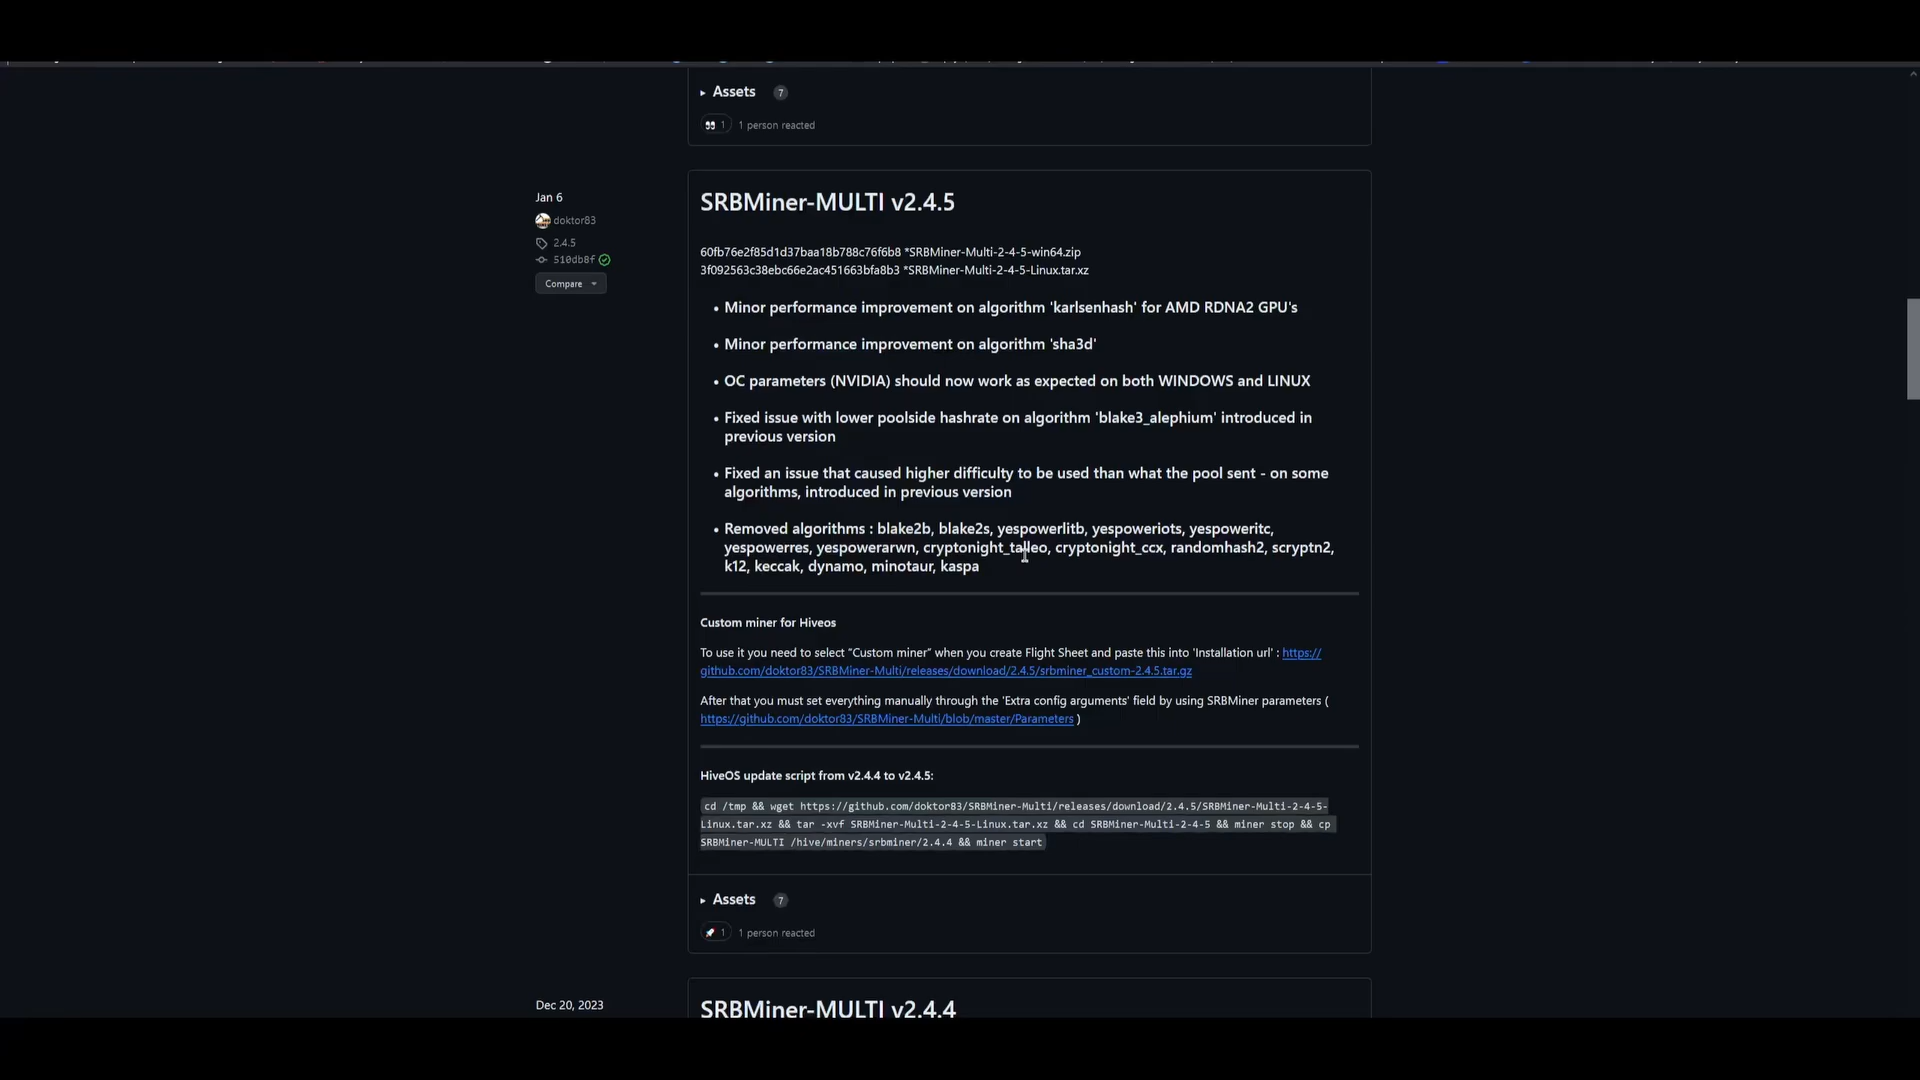 Assets 7
1 1 person reacted
Jan 6
doktor83
2.4.5
510db8f
Compare
SRBMiner-MULTI v2.4.5
60fb76e2f85d1d37baa18b788c76f6b8 *SRBMiner-Multi-2-4-5-win64.zip
3f092563c38ebc66e2ac451663bfa8b3 *SRBMiner-Multi-2-4-5-Linux.tar.xz
• Minor performance improvement on algorithm 'karlsenhash' for AMD RDNA2 GPU's
• Minor performance improvement on algorithm 'sha3d'
• OC parameters (NVIDIA) should now work as expected on both WINDOWS and LINUX
• Fixed issue with lower poolside hashrate on algorithm 'blake3_alephium' introduced in
previous version
• Fixed an issue that caused higher difficulty to be used than what the pool sent - on some
algorithms, introduced in previous version
• Removed algorithms : blake2b, blake2s, yespowerlitb, yespoweriots, yespoweritc,
yespowerres, yespowerarwn, cryptonight_talleo, cryptonight_ccx, randomhash2, scryptn2,
k12, keccak, dynamo, minotaur, kaspa
Custom miner for Hiveos
To use it you need to select "Custom miner" when you create Flight Sheet and paste this into 'Installation url' : https://
github.com/doktor83/SRBMiner-Multi/releases/download/2.4.5/srbminer_custom-2.4.5.tar.gz
After that you must set everything manually through the 'Extra config arguments' field by using SRBMiner parameters (
https://github.com/doktor83/SRBMiner-Multi/blob/master/Parameters )
HiveOS update script from v2.4.4 to v2.4.5:
cd /tmp && wget https://github.com/doktor83/SRBMiner-Multi/releases/download/2.4.5/SRBMiner-Multi-2-4-5-
Linux.tar.xz && tar -xvf SRBMiner-Multi-2-4-5-Linux.tar.xz && cd SRBMiner-Multi-2-4-5 && miner stop && cp
SRBMiner-MULTI /hive/miners/srbminer/2.4.4 && miner start
Assets 7
1 1 person reacted
Dec 20, 2023
SRBMiner-MULTI v2.4.4